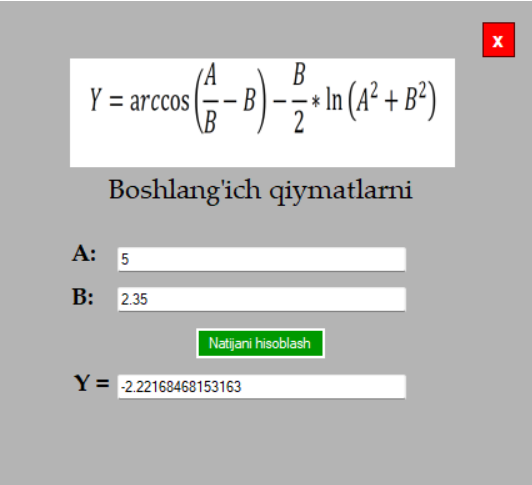 x
Y = arccos(A/B − B) − B/2 * ln(A² + B²)
Boshlang'ich qiymatlarni
A: 5
B: 2.35
Natijani hisoblash
Y = -2.22168468153163